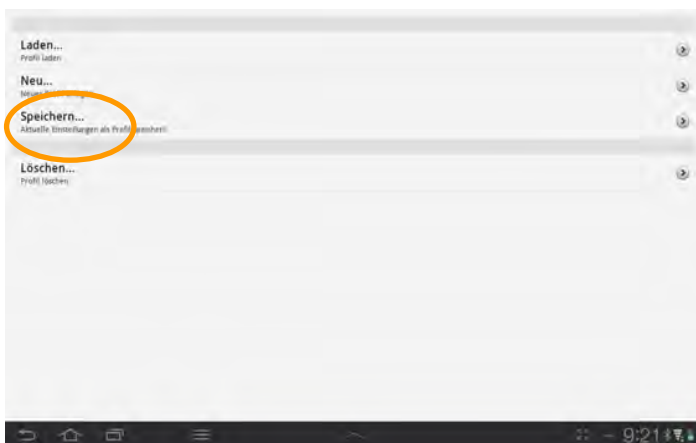 Laden...
Profil laden
Neu...
Speichern...
Aktuelle Einstellungen als Profil speichern
Löschen...
Profil löschen
9:21